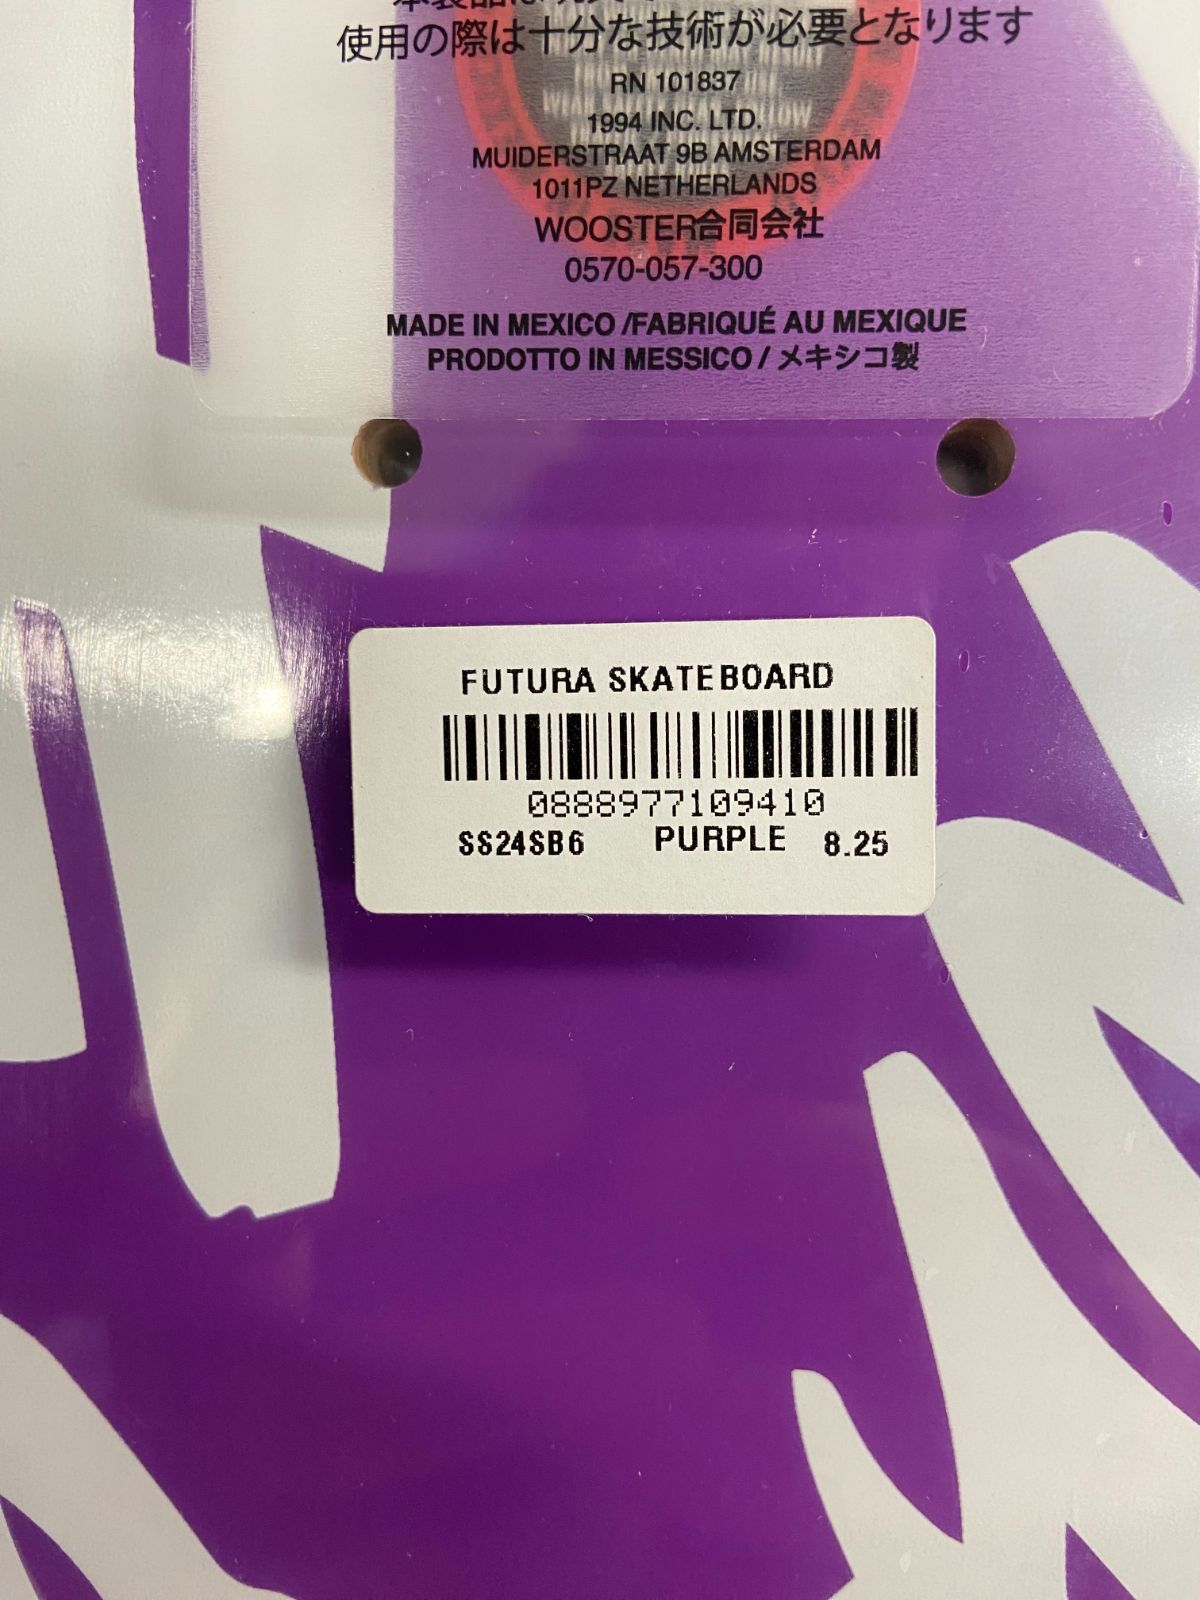 使用の際は十分な技術が必要となります
RN 101837
1994 INC. LTD.
MUIDERSTRAAT 9B AMSTERDAM
1011PZ NETHERLANDS
WOOSTER合同会社
0570-057-300
MADE IN MEXICO /FABRIQUÉ AU MEXIQUE
PRODOTTO IN MESSICO / メキシコ製
FUTURA SKATEBOARD
0888977109410
SS24SB6 PURPLE 8.25